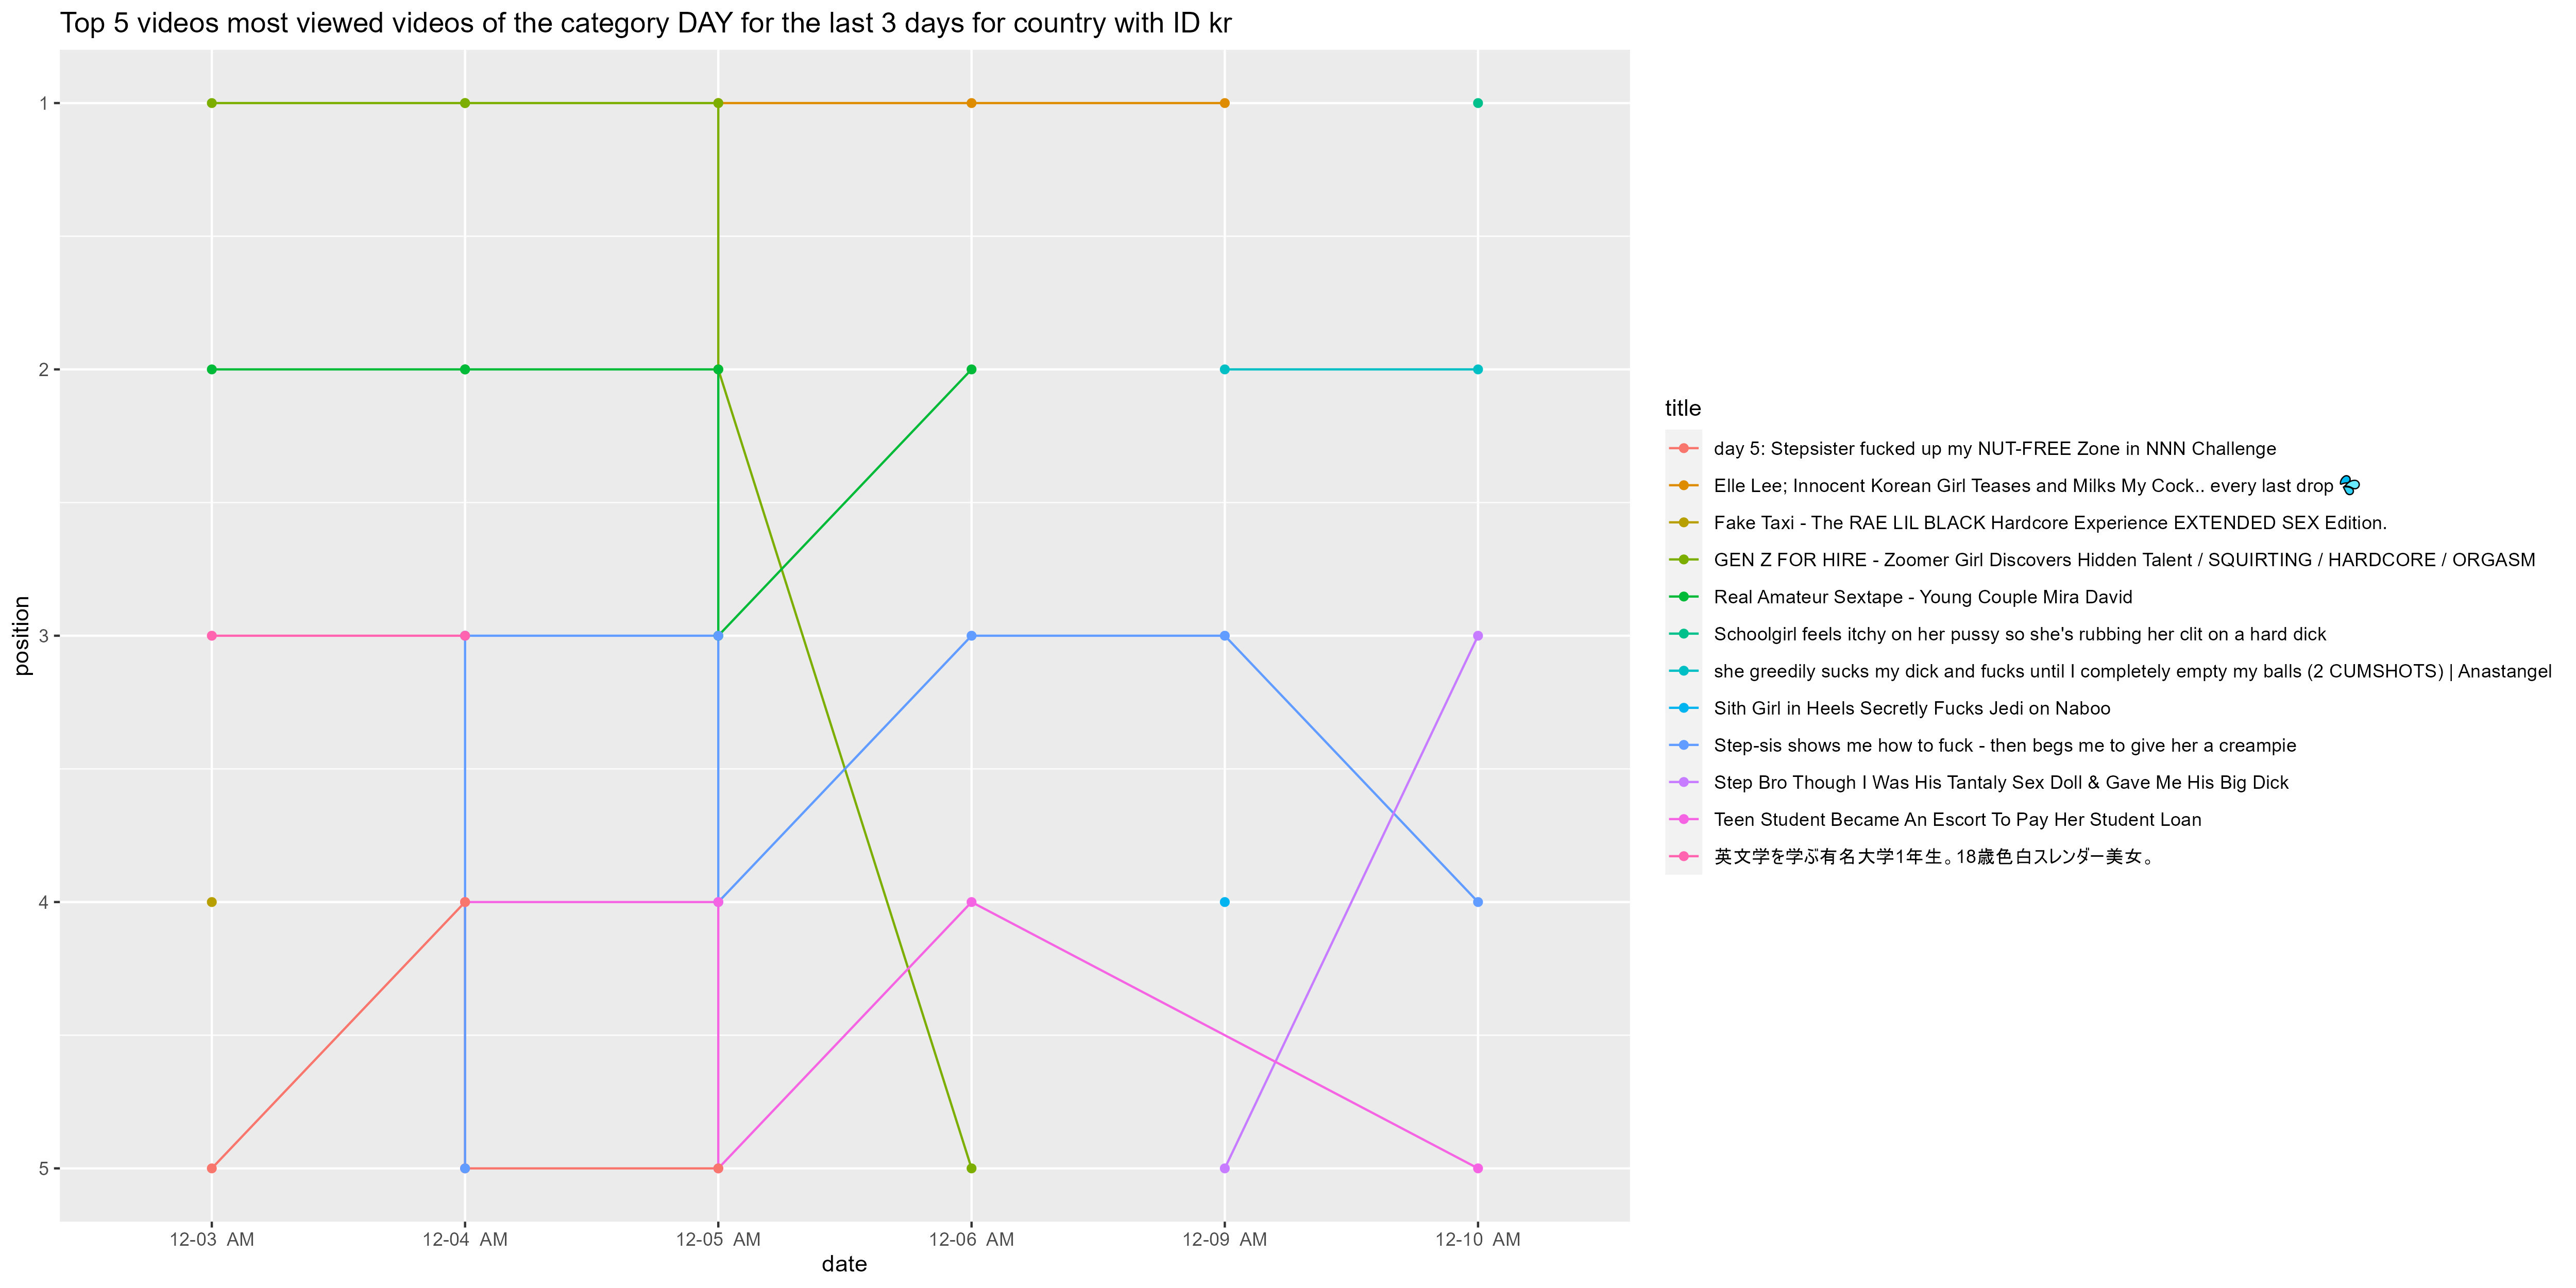 Top 5 videos most viewed videos of the category DAY for the last 3 days for country with ID kr
position
1
2
3
4
5
12-03 AM
12-04 AM
12-05 AM
12-06 AM
12-09 AM
12-10 AM
date
title
day 5: Stepsister fucked up my NUT-FREE Zone in NNN Challenge
Elle Lee; Innocent Korean Girl Teases and Milks My Cock.. every last drop 💦
Fake Taxi - The RAE LIL BLACK Hardcore Experience EXTENDED SEX Edition.
GEN Z FOR HIRE - Zoomer Girl Discovers Hidden Talent / SQUIRTING / HARDCORE / ORGASM
Real Amateur Sextape - Young Couple Mira David
Schoolgirl feels itchy on her pussy so she's rubbing her clit on a hard dick
she greedily sucks my dick and fucks until I completely empty my balls (2 CUMSHOTS) | Anastangel
Sith Girl in Heels Secretly Fucks Jedi on Naboo
Step-sis shows me how to fuck - then begs me to give her a creampie
Step Bro Though I Was His Tantaly Sex Doll & Gave Me His Big Dick
Teen Student Became An Escort To Pay Her Student Loan
英文学を学ぶ有名大学1年生。18歳色白スレンダー美女。